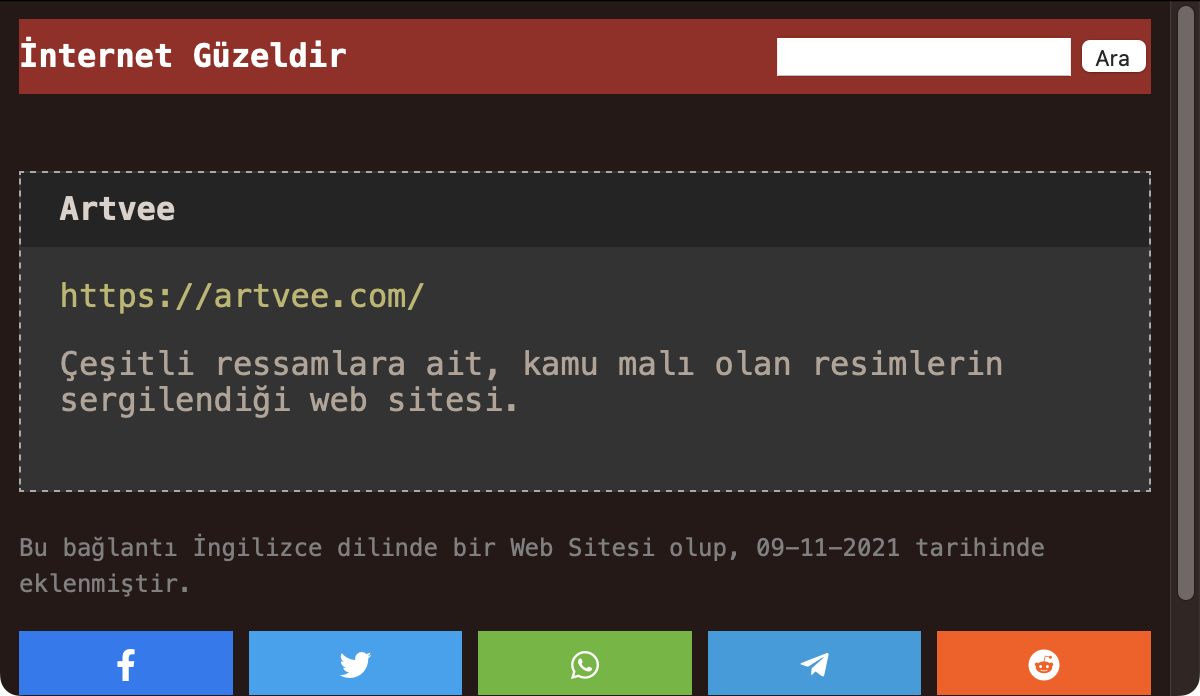 İnternet Güzeldir
Ara
Artvee
https://artvee.com/
Çeşitli ressamlara ait, kamu malı olan resimlerin
sergilendiği web sitesi.
Bu bağlantı İngilizce dilinde bir Web Sitesi olup, 09-11-2021 tarihinde
eklenmiştir.